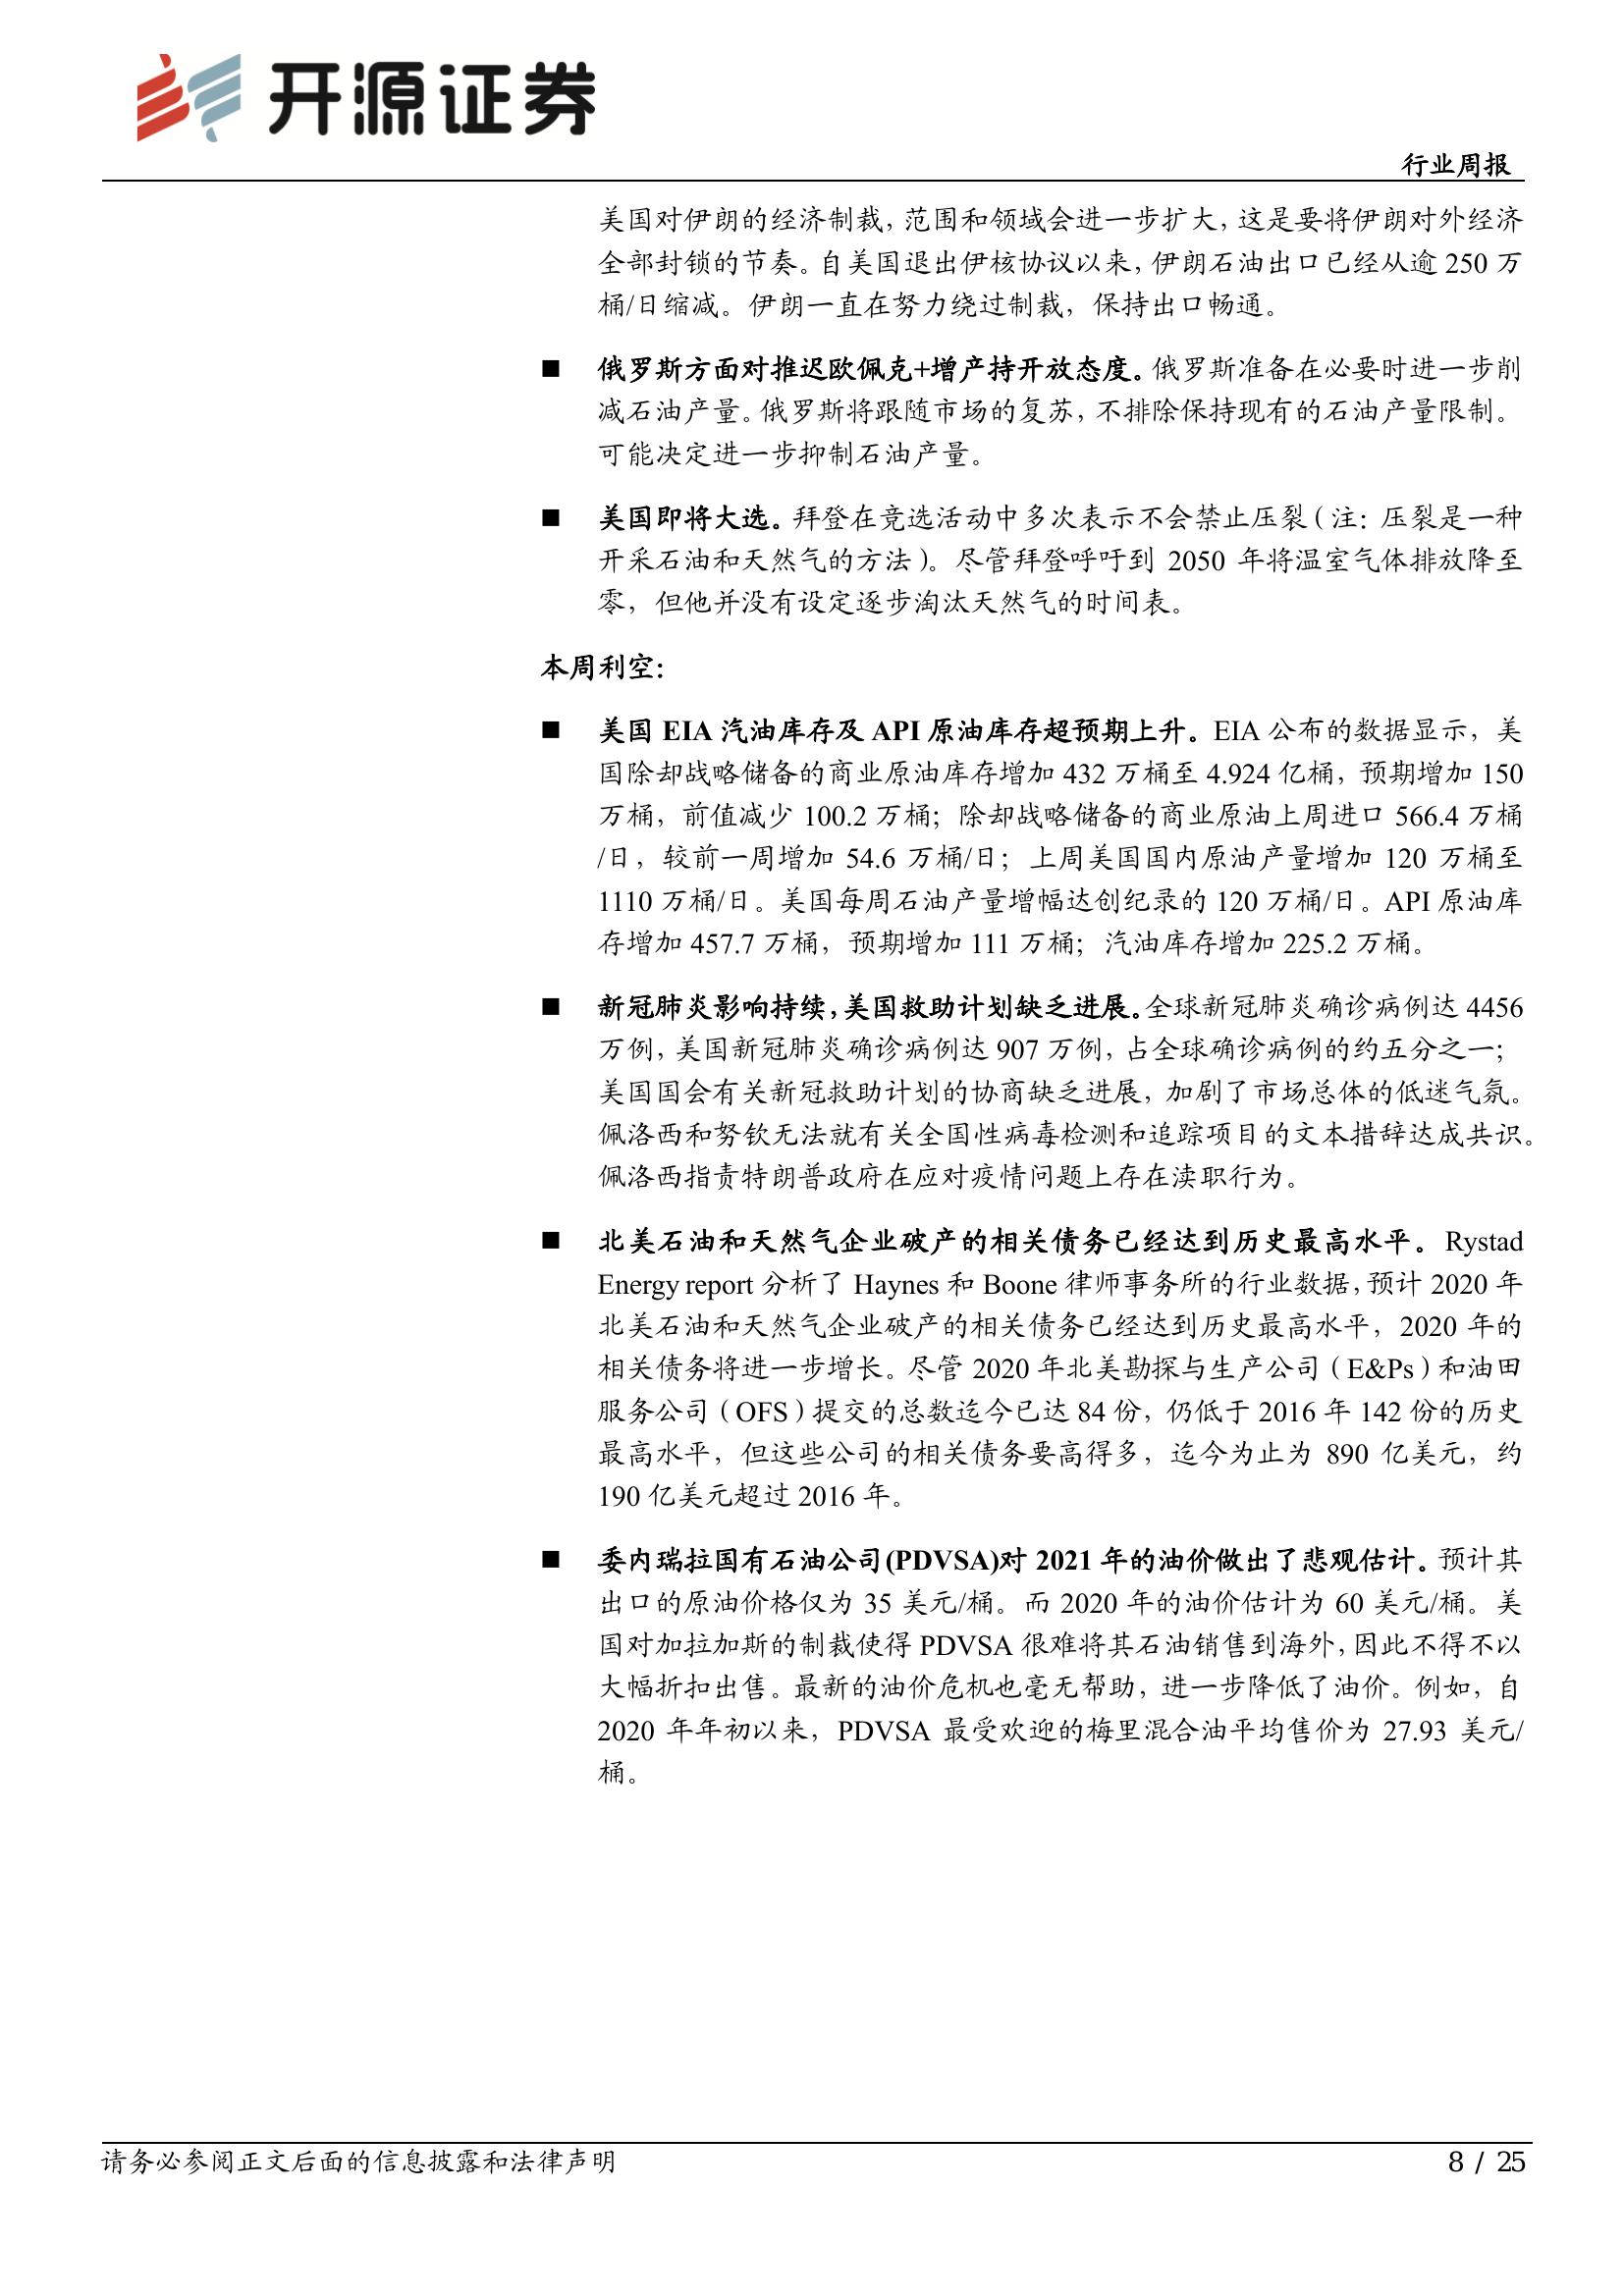 开源证券
行业周报
美国对伊朗的经济制裁，范围和领域会进一步扩大，这是要将伊朗对外经济
全部封锁的节奏。自美国退出伊核协议以来，伊朗石油出口已经从逾 250 万
桶/日缩减。伊朗一直在努力绕过制裁，保持出口畅通。
■ 俄罗斯方面对推迟欧佩克+增产持开放态度。俄罗斯准备在必要时进一步削
减石油产量。俄罗斯将跟随市场的复苏，不排除保持现有的石油产量限制。
可能决定进一步抑制石油产量。
■ 美国即将大选。拜登在竞选活动中多次表示不会禁止压裂（注：压裂是一种
开采石油和天然气的方法）。尽管拜登呼吁到 2050 年将温室气体排放降至
零，但他并没有设定逐步淘汰天然气的时间表。
本周利空：
■ 美国 EIA 汽油库存及 API 原油库存超预期上升。EIA 公布的数据显示，美
国除却战略储备的商业原油库存增加 432 万桶至 4.924 亿桶，预期增加 150
万桶，前值减少 100.2 万桶；除却战略储备的商业原油上周进口 566.4 万桶
/日，较前一周增加 54.6 万桶/日；上周美国国内原油产量增加 120 万桶至
1110 万桶/日。美国每周石油产量增幅达创纪录的 120 万桶/日。API 原油库
存增加 457.7 万桶，预期增加 111 万桶；汽油库存增加 225.2 万桶。
■ 新冠肺炎影响持续，美国救助计划缺乏进展。全球新冠肺炎确诊病例达 4456
万例，美国新冠肺炎确诊病例达 907 万例，占全球确诊病例的约五分之一；
美国国会有关新冠救助计划的协商缺乏进展，加剧了市场总体的低迷气氛。
佩洛西和努钦无法就有关全国性病毒检测和追踪项目的文本措辞达成共识。
佩洛西指责特朗普政府在应对疫情问题上存在渎职行为。
■ 北美石油和天然气企业破产的相关债务已经达到历史最高水平。Rystad
Energy report 分析了 Haynes 和 Boone 律师事务所的行业数据，预计 2020 年
北美石油和天然气企业破产的相关债务已经达到历史最高水平，2020 年的
相关债务将进一步增长。尽管 2020 年北美勘探与生产公司（E&Ps）和油田
服务公司（OFS）提交的总数迄今已达 84 份，仍低于 2016 年 142 份的历史
最高水平，但这些公司的相关债务要高得多，迄今为止为 890 亿美元，约
190 亿美元超过 2016 年。
■ 委内瑞拉国有石油公司(PDVSA)对 2021 年的油价做出了悲观估计。预计其
出口的原油价格仅为 35 美元/桶。而 2020 年的油价估计为 60 美元/桶。美
国对加拉加斯的制裁使得 PDVSA 很难将其石油销售到海外，因此不得不以
大幅折扣出售。最新的油价危机也毫无帮助，进一步降低了油价。例如，自
2020 年年初以来，PDVSA 最受欢迎的梅里混合油平均售价为 27.93 美元/
桶。
请务必参阅正文后面的信息披露和法律声明
8 / 25